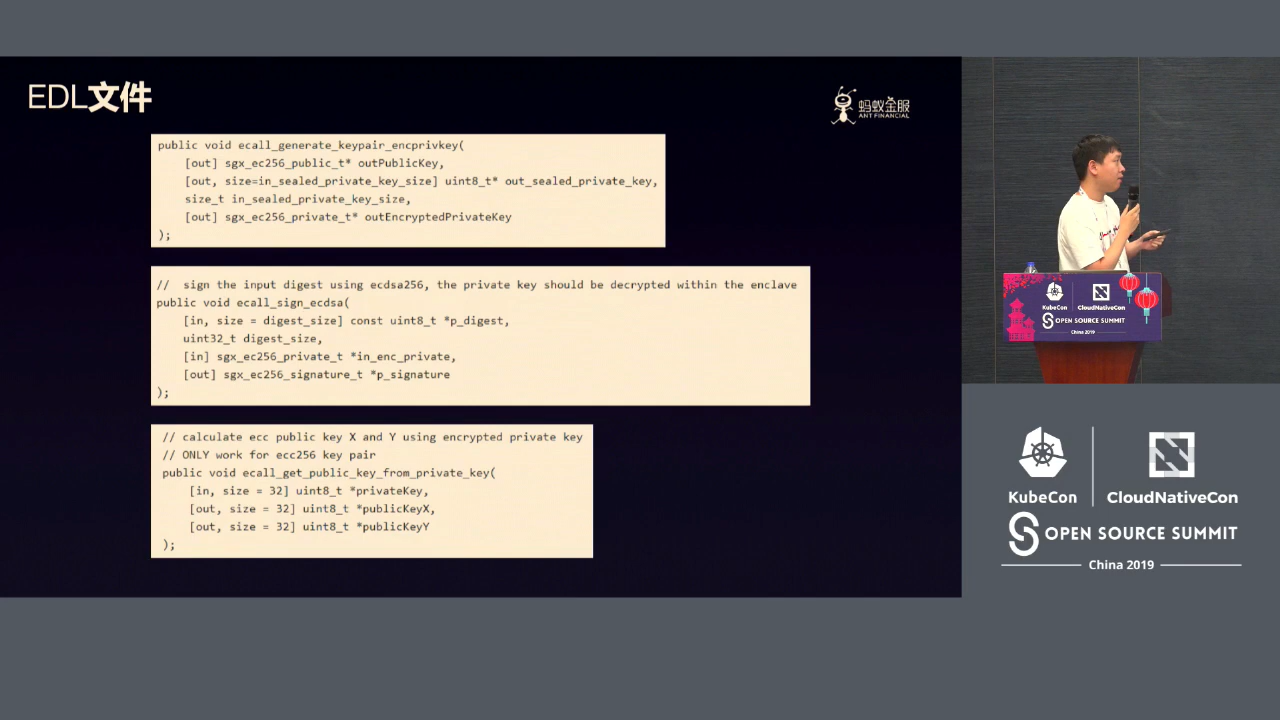 EDL文件
蚂蚁金服
ANT FINANCIAL
public void ecall_generate_keypair_encprivkey(
[out] sgx_ec256_public_t* outPublicKey,
[out, size=in_sealed_private_key_size] uint8_t* out_sealed_private_key,
size_t in_sealed_private_key_size,
[out] sgx_ec256_private_t* outEncryptedPrivateKey
);
// sign the input digest using ecdsa256, the private key should be decrypted within the enclave
public void ecall_sign_ecdsa(
[in, size = digest_size] const uint8_t *p_digest,
uint32_t digest_size,
[in] sgx_ec256_private_t *in_enc_private,
[out] sgx_ec256_signature_t *p_signature
);
// calculate ecc public key X and Y using encrypted private key
// ONLY work for ecc256 key pair
public void ecall_get_public_key_from_private_key(
[in, size = 32] uint8_t *privateKey,
[out, size = 32] uint8_t *publicKeyX,
[out, size = 32] uint8_t *publicKeyY
);
KubeCon
CloudNativeCon
OPEN SOURCE SUMMIT
China 2019
KubeCon
CloudNativeCon
OPEN SOURCE SUMMIT
China 2019